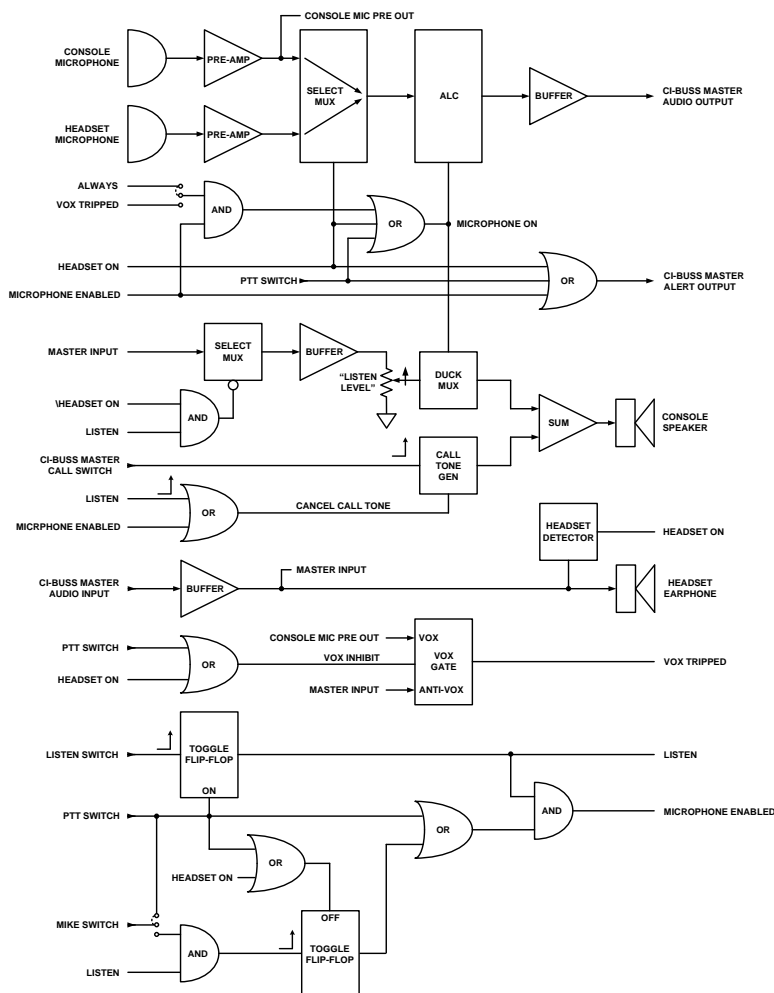 CONSOLE MIC PRE OUT
CONSOLE
MICROPHONE
PRE-AMP
SELECT
MUX
ALC
BUFFER
CI-BUSS MASTER
AUDIO OUTPUT
HEADSET
MICROPHONE
PRE-AMP
ALWAYS
VOX TRIPPED
AND
OR
MICROPHONE ON
HEADSET ON
PTT SWITCH
MICROPHONE ENABLED
OR
CI-BUSS MASTER
ALERT OUTPUT
MASTER INPUT
SELECT
MUX
BUFFER
“LISTEN
LEVEL”
DUCK
MUX
\HEADSET ON
LISTEN
AND
SUM
CONSOLE
SPEAKER
CI-BUSS MASTER
CALL SWITCH
CALL
TONE
GEN
LISTEN
MICRPHONE ENABLED
OR
CANCEL CALL TONE
HEADSET
DETECTOR
HEADSET ON
CI-BUSS MASTER
AUDIO INPUT
BUFFER
MASTER INPUT
HEADSET
EARPHONE
PTT SWITCH
HEADSET ON
OR
CONSOLE MIC PRE OUT
VOX INHIBIT
MASTER INPUT
VOX
VOX
GATE
ANTI-VOX
VOX TRIPPED
LISTEN SWITCH
TOGGLE
FLIP-FLOP
ON
LISTEN
PTT SWITCH
OR
AND
MICROPHONE ENABLED
HEADSET ON
OR
MIKE SWITCH
LISTEN
AND
OFF
TOGGLE
FLIP-FLOP